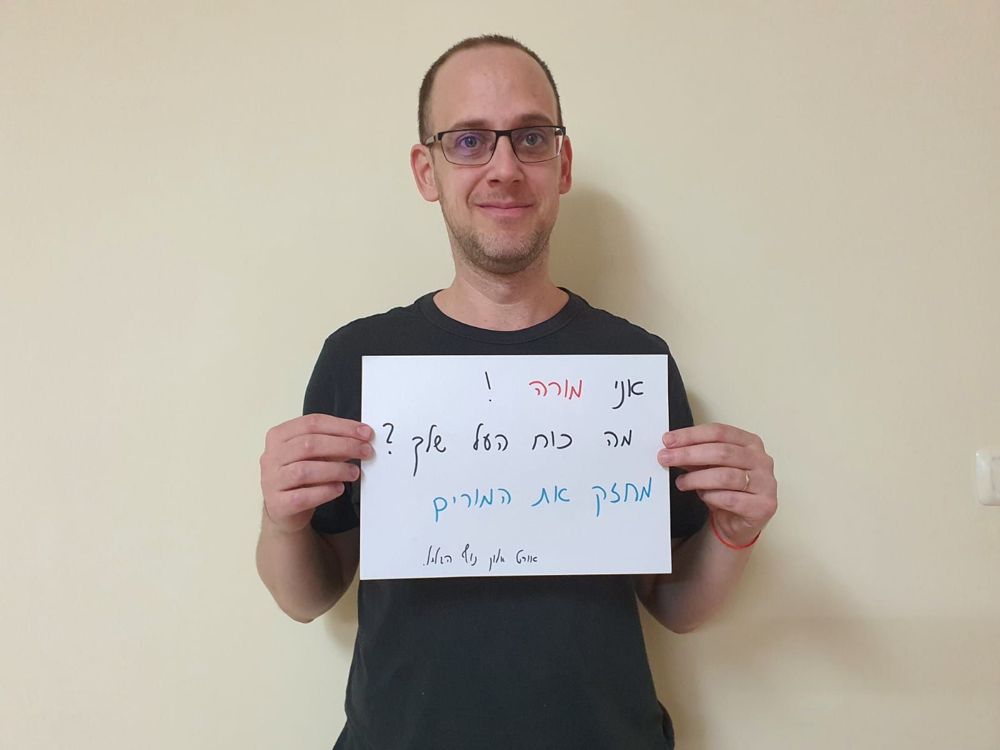 אני מורה !
מה כוח העל שלך ?
מחזק את המורים
אורט אלון נוף הגליל.